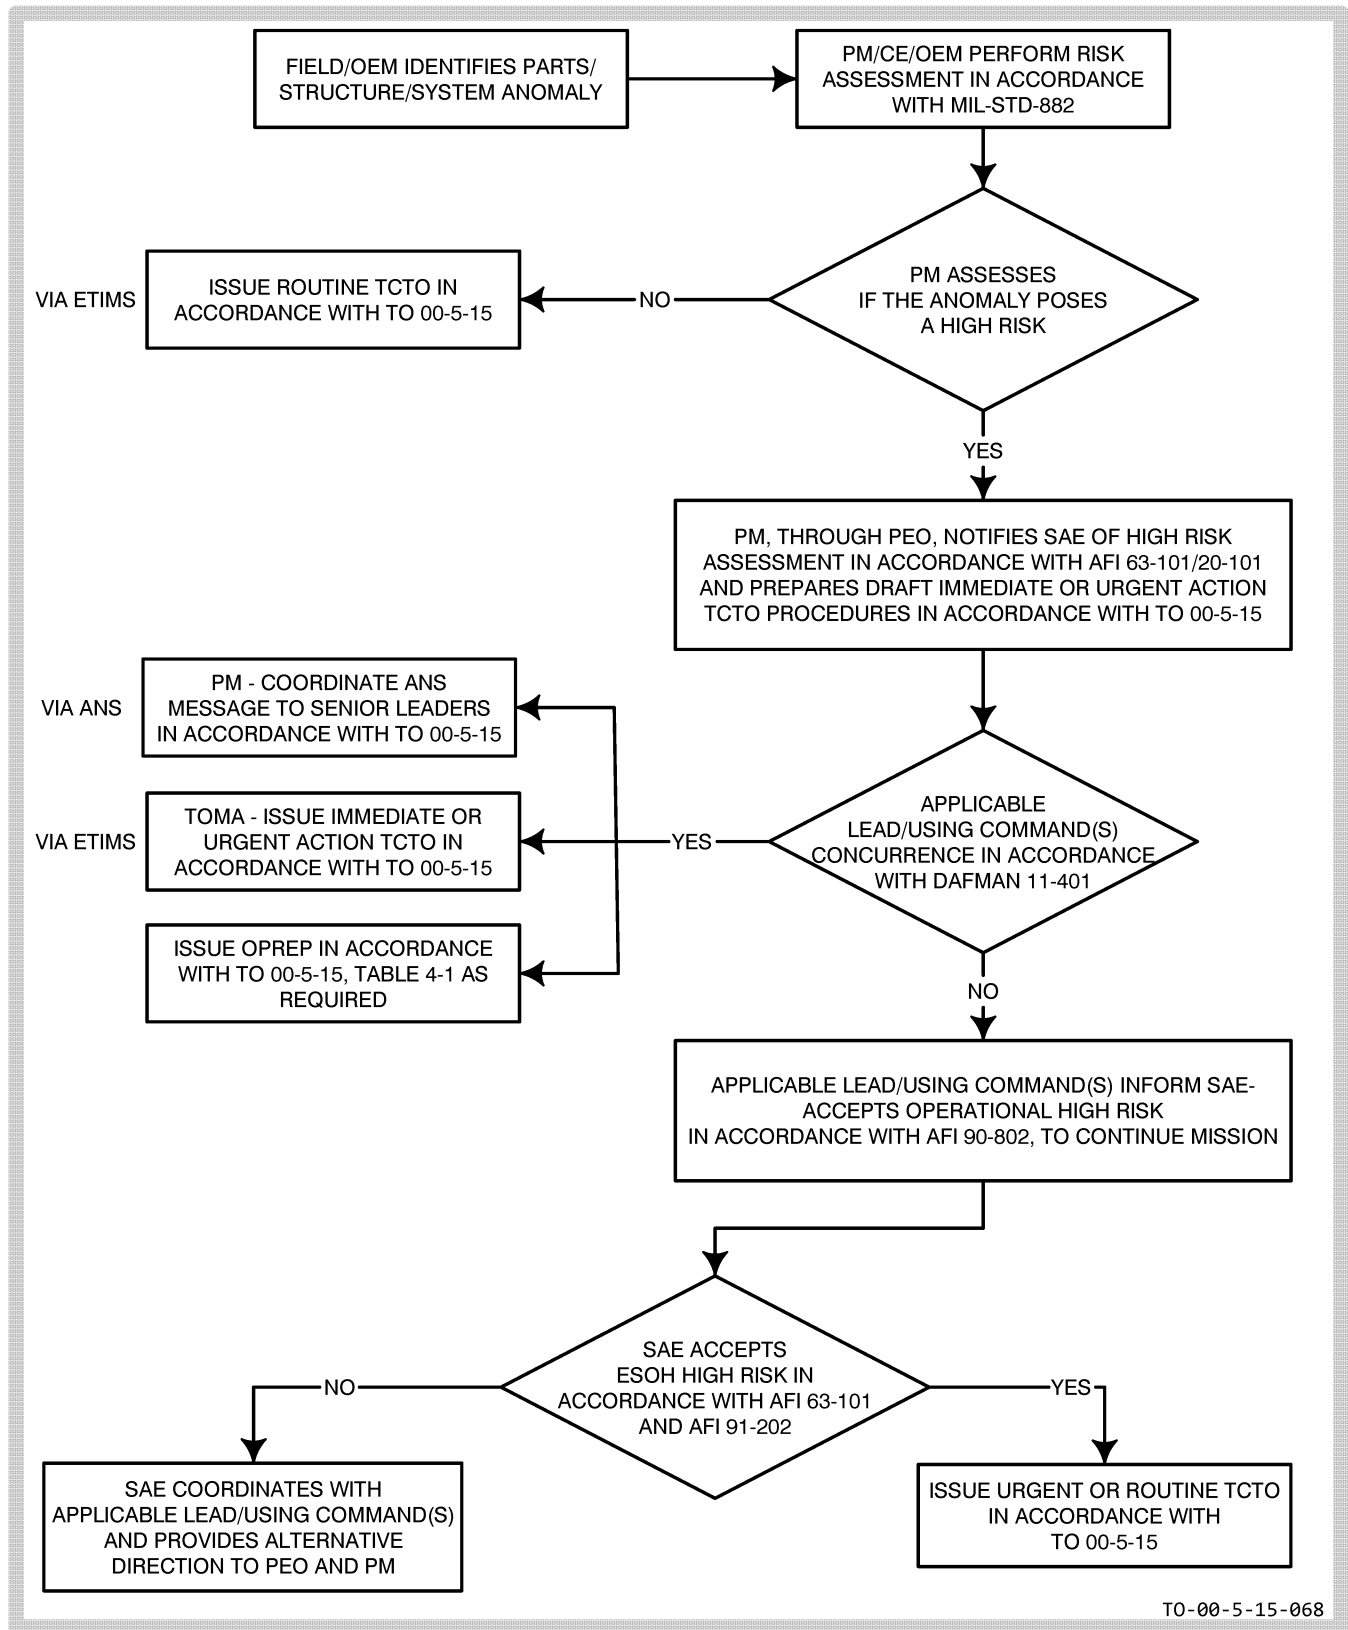 FIELD/OEM IDENTIFIES PARTS/
STRUCTURE/SYSTEM ANOMALY
PM/CE/OEM PERFORM RISK
ASSESSMENT IN ACCORDANCE
WITH MIL-STD-882
PM ASSESSES
IF THE ANOMALY POSES
A HIGH RISK
NO
VIA ETIMS
ISSUE ROUTINE TCTO IN
ACCORDANCE WITH TO 00-5-15
YES
PM, THROUGH PEO, NOTIFIES SAE OF HIGH RISK
ASSESSMENT IN ACCORDANCE WITH AFI 63-101/20-101
AND PREPARES DRAFT IMMEDIATE OR URGENT ACTION
TCTO PROCEDURES IN ACCORDANCE WITH TO 00-5-15
APPLICABLE
LEAD/USING COMMAND(S)
CONCURRENCE IN ACCORDANCE
WITH DAFMAN 11-401
YES
VIA ANS
PM - COORDINATE ANS
MESSAGE TO SENIOR LEADERS
IN ACCORDANCE WITH TO 00-5-15
VIA ETIMS
TOMA - ISSUE IMMEDIATE OR
URGENT ACTION TCTO IN
ACCORDANCE WITH TO 00-5-15
ISSUE OPREP IN ACCORDANCE
WITH TO 00-5-15, TABLE 4-1 AS
REQUIRED
NO
APPLICABLE LEAD/USING COMMAND(S) INFORM SAE-
ACCEPTS OPERATIONAL HIGH RISK
IN ACCORDANCE WITH AFI 90-802, TO CONTINUE MISSION
SAE ACCEPTS
ESOH HIGH RISK IN
ACCORDANCE WITH AFI 63-101
AND AFI 91-202
NO
YES
SAE COORDINATES WITH
APPLICABLE LEAD/USING COMMAND(S)
AND PROVIDES ALTERNATIVE
DIRECTION TO PEO AND PM
ISSUE URGENT OR ROUTINE TCTO
IN ACCORDANCE WITH
TO 00-5-15
TO-00-5-15-068